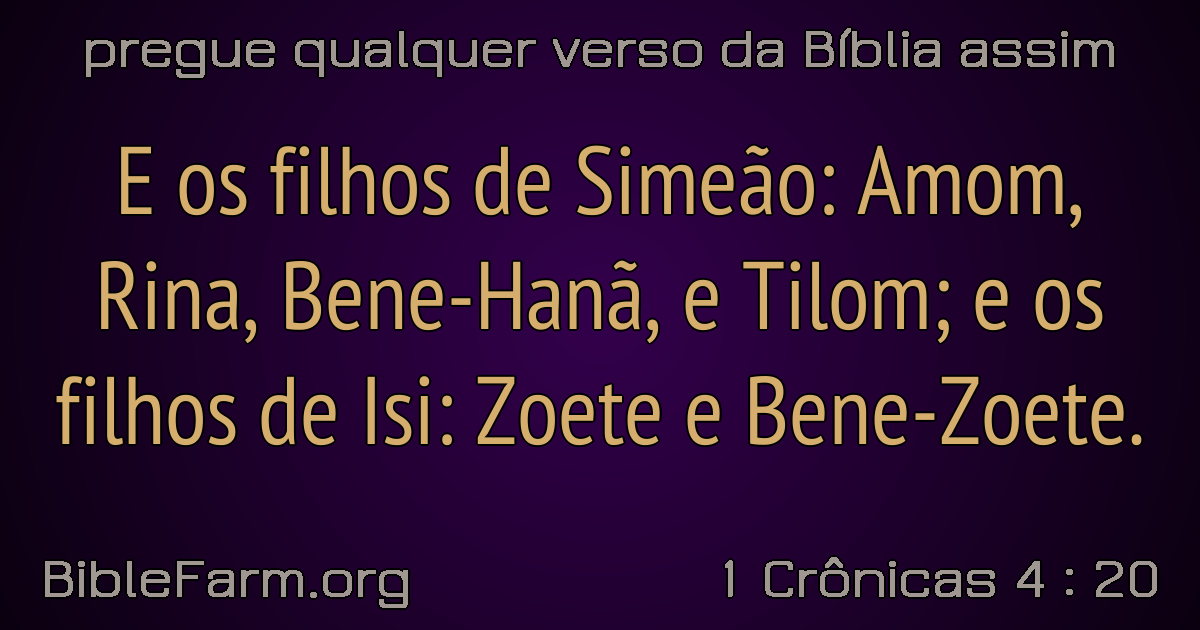 pregue qualquer verso da Bíblia assim
E os filhos de Simeão: Amom,
Rina, Bene-Hanã, e Tilom; e os
filhos de Isi: Zoete e Bene-Zoete.
BibleFarm.org
1 Crônicas 4 : 20